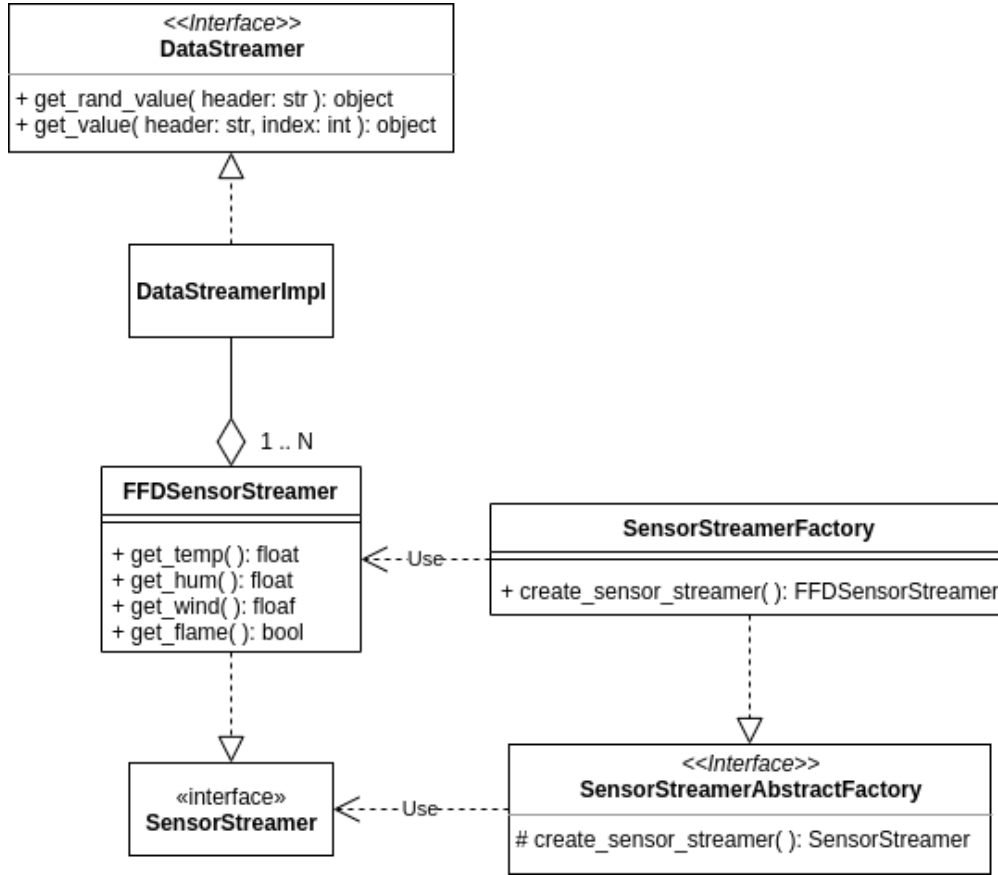 <<Interface>>
DataStreamer
+ get_rand_value( header: str ): object
+ get_value( header: str, index: int ): object
DataStreamerImpl
1 .. N
FFDSensorStreamer
+ get_temp( ): float
+ get_hum( ): float
+ get_wind( ): floaf
+ get_flame( ): bool
Use
SensorStreamerFactory
+ create_sensor_streamer( ): FFDSensorStreamer
«interface»
SensorStreamer
Use
<<Interface>>
SensorStreamerAbstractFactory
# create_sensor_streamer( ): SensorStreamer